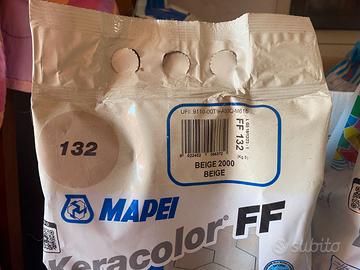 132
FF 132
BEIGE 2000
BEIGE
MAPEI
Keracolor FF
SUBITO